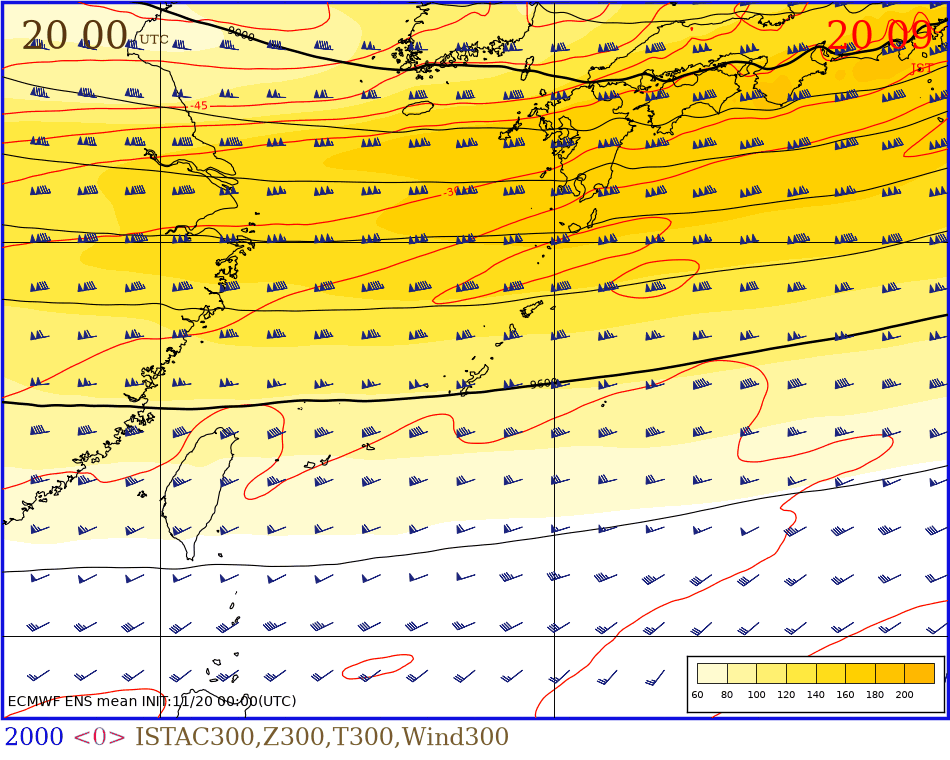 20 00 UTC
20 09 JST
9000
-45
-30
9600
60 80 100 120 140 160 180 200
ECMWF ENS mean INIT:11/20 00:00(UTC)
2000 <0> ISTAC300,Z300,T300,Wind300